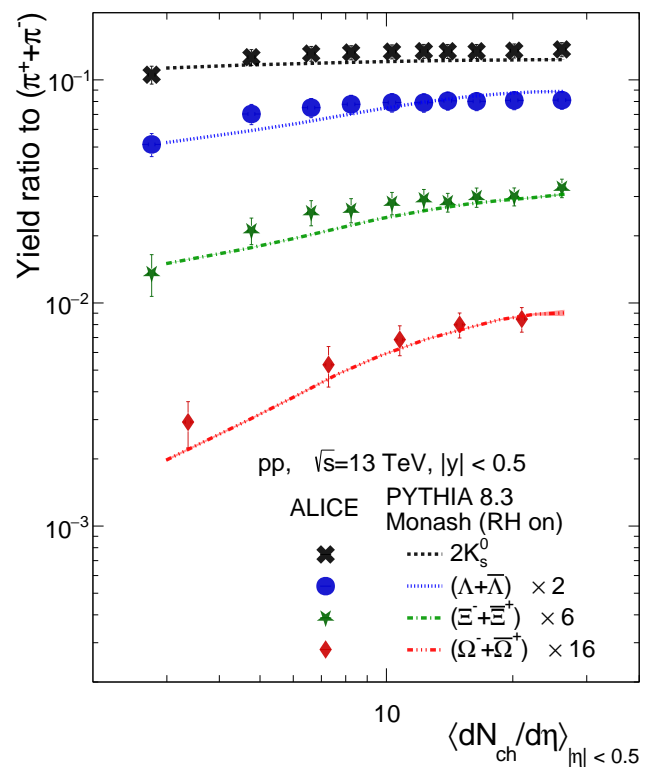 Yield ratio to (π⁺+π⁻)
10⁻¹
10⁻²
10⁻³
pp, √s=13 TeV, |y| < 0.5
ALICE PYTHIA 8.3
Monash (RH on)
2K⁰ₛ
(Λ+Λ̅) ×2
(Ξ⁻+Ξ̅⁺) ×6
(Ω⁻+Ω̅⁺) ×16
10
⟨dN_ch/dη⟩_|η| < 0.5